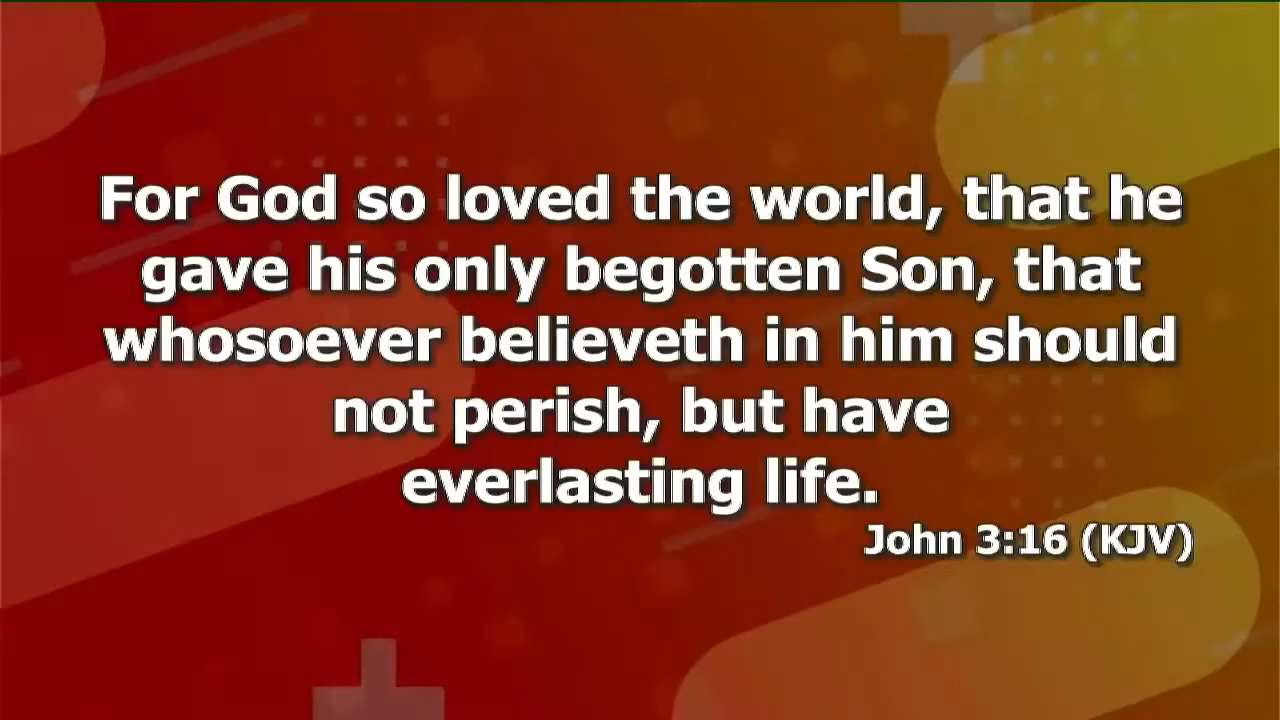 For God so loved the world, that he
gave his only begotten Son, that
whosoever believeth in him should
not perish, but have
everlasting life.
John 3:16 (KJV)